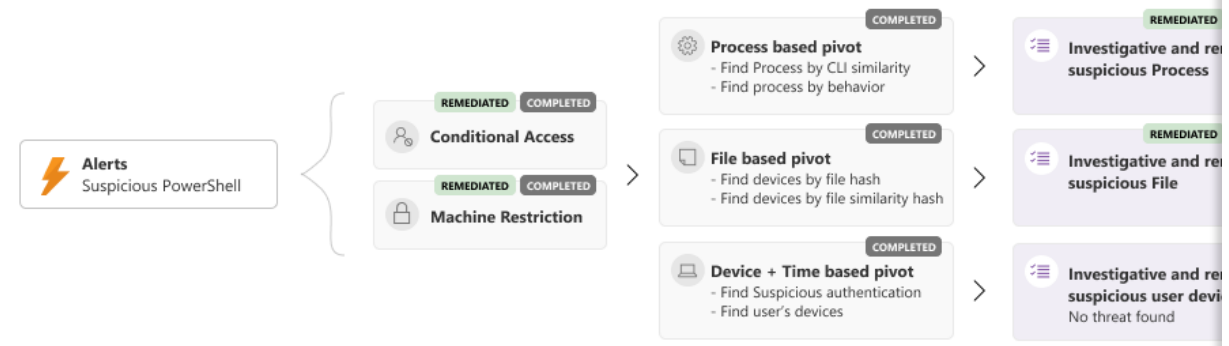 Alerts
Suspicious PowerShell
REMEDIATED COMPLETED
Conditional Access
REMEDIATED COMPLETED
Machine Restriction
COMPLETED
Process based pivot
- Find Process by CLI similarity
- Find process by behavior
COMPLETED
File based pivot
- Find devices by file hash
- Find devices by file similarity hash
COMPLETED
Device + Time based pivot
- Find Suspicious authentication
- Find user's devices
REMEDIATED
Investigative and
suspicious Process
REMEDIATED
Investigative and
suspicious File
Investigative and
suspicious user
No threat found